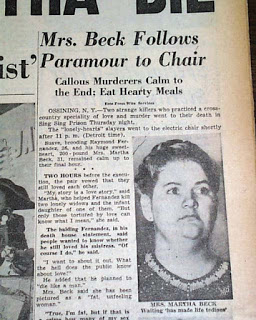 THA DIE
Mrs. Beck Follows
Paramour to Chair
ist'
Callous Murderers Calm to
the End; Eat Hearty Meals
OSSINING, N. Y.—Two strange killers who practiced a cross-
country speciality of love and murder went to their death in
Sing Sing Prison Thursday night.
The "lonely-hearts" slayers went to the electric chair shortly
after 11 p. m. (Detroit time).
Suave, brooding Raymond Fer-
nandez, 36, and his huge sweet-
heart, 200-pound Mrs. Martha
Beck, 31, remained calm up to
their final hour.
TWO HOURS before the
execution, the pair vowed that
they still loved each other.
"My story is a love story," said
Martha, who helped Fernandez kill
two lonely widows and the infant
daughter of one of them. "But
only those tortured by love can
know what I mean," she said.
The balding Fernandez, in his
death house statement, said
people wanted to know whether
he still loved his mistress. "Of
course I do," he said.
"I want to shout it out. What
the hell does the public know
about love?"
He added that he planned to
"die like a man."
Mrs. Beck said she has been
pictured as a "fat, unfeeling
woman."
"True, I'm fat, but if that is
MRS. MARTHA BECK
Waiting 'has made life tedious'